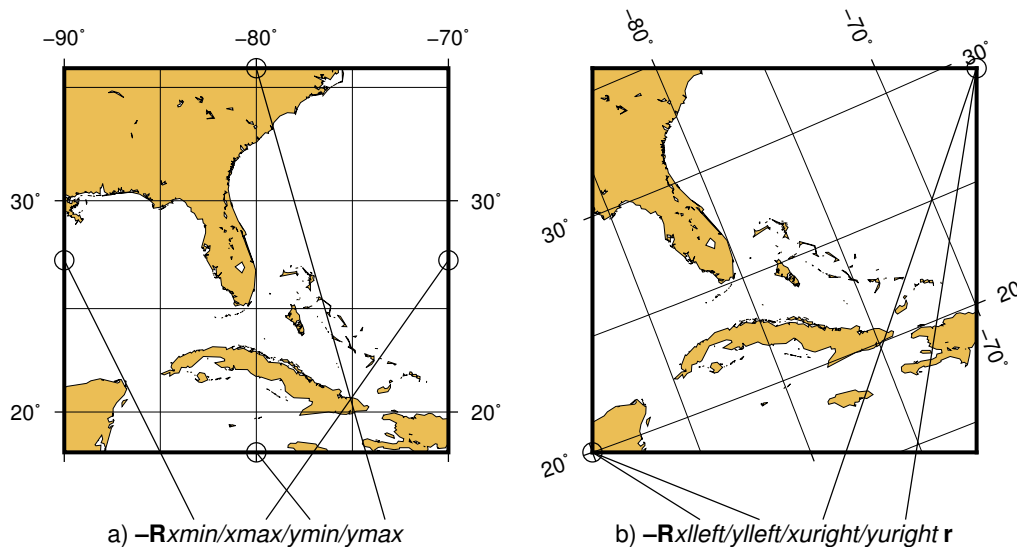 −90˚ −80˚ −70˚
30˚ 30˚
20˚ 20˚
a) −Rxmin/xmax/ymin/ymax
−80˚ −70˚ 30˚
30˚
20˚
−70˚
20˚
b) −Rxlleft/ylleft/xuright/yuright r